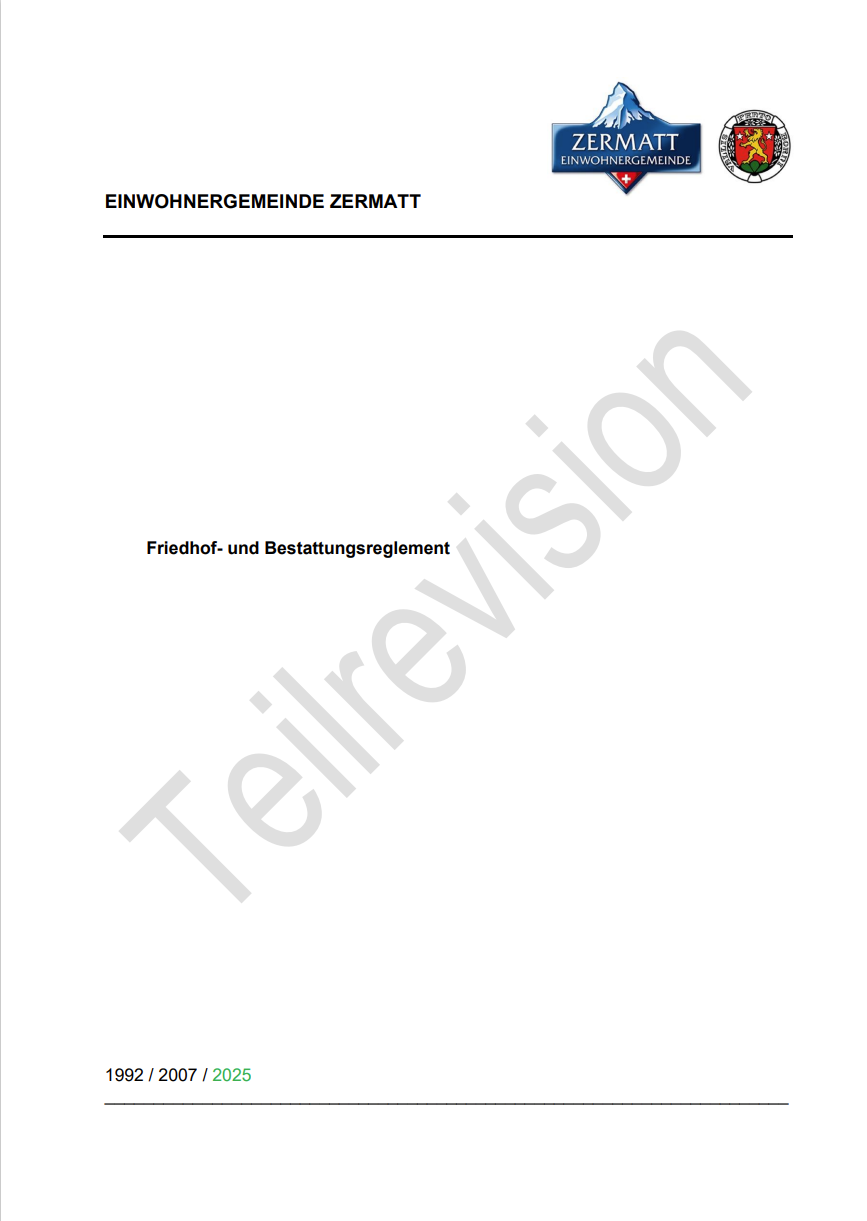 ZERMATT
EINWOHNERGEMEINDE
EINWOHNERGEMEINDE ZERMATT
Teilrevision
Friedhof- und Bestattungsreglement
1992 / 2007 / 2025